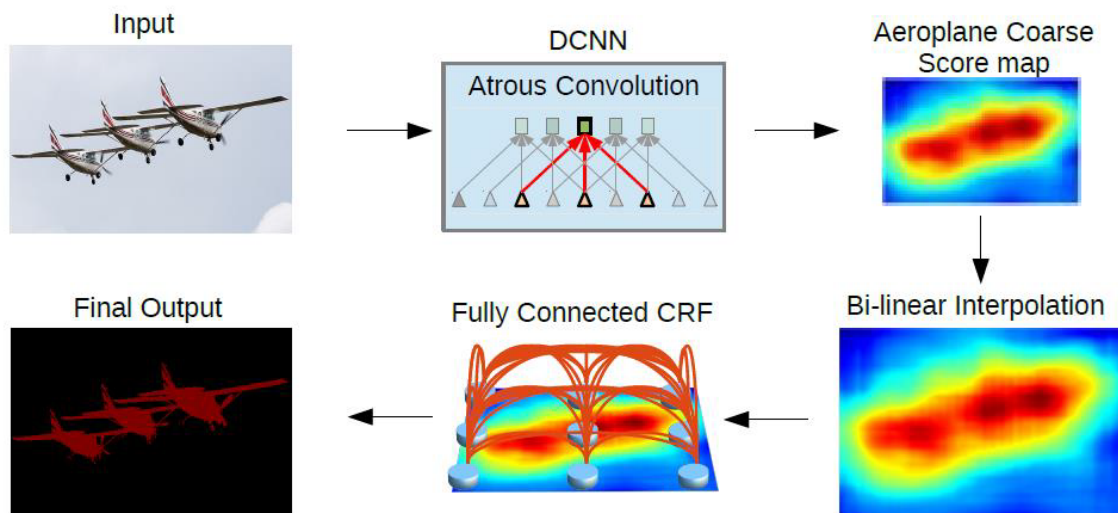 Input
DCNN
Atrous Convolution
Aeroplane Coarse
Score map
Bi-linear Interpolation
Fully Connected CRF
Final Output